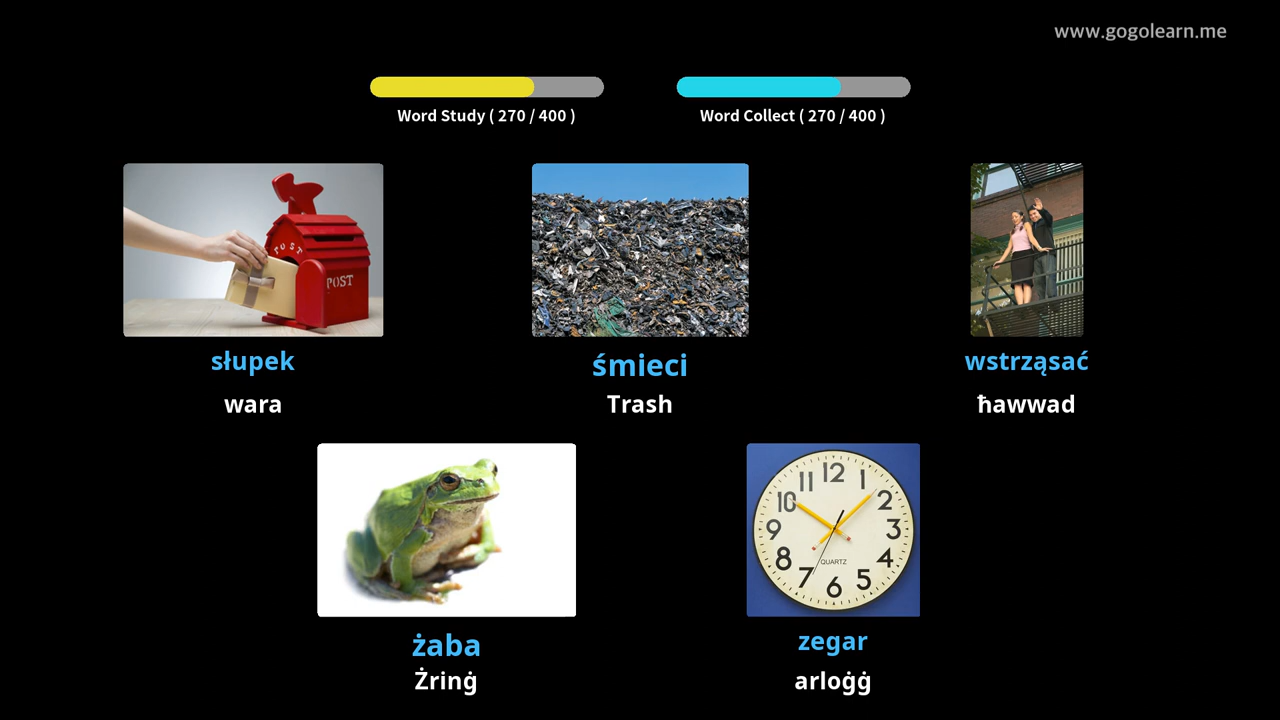 www.gogolearn.me
Word Study ( 270 / 400 )
Word Collect ( 270 / 400 )
POST
POST
słupek
śmieci
wstrząsać
wara
Trash
ħawwad
12
11
1
10
2
9
3
8
4
QUARTZ
7
5
6
żaba
zegar
Żrinġ
arloġġ